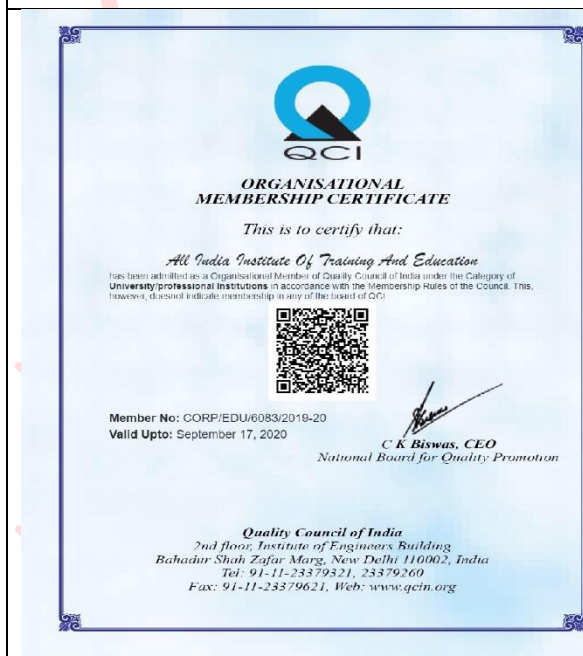 QCI
ORGANISATIONAL
MEMBERSHIP CERTIFICATE
This is to certify that:
All India Institute Of Training And Education
has been admitted as a Organisational Member of Quality Council of India under the Category of
University/professional Institutions in accordance with the Membership Rules of the Council. This,
however, doesnot indicate membership in any of the board of QCI
Member No: CORP/EDU/6083/2019-20
Valid Upto: September 17, 2020
C K Biswas, CEO
National Board for Quality Promotion
Quality Council of India
2nd floor, Institute of Engineers Building
Bahadur Shah Zafar Marg, New Delhi 110002, India
Tel: 91-11-23379321, 23379260
Fax: 91-11-23379621, Web: www.qcin.org